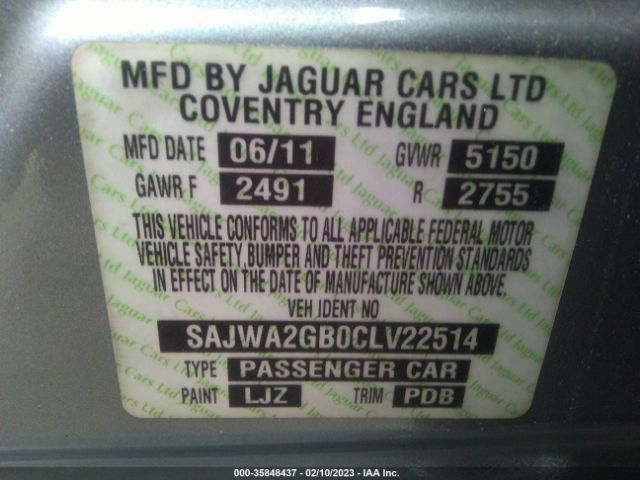 MFD BY JAGUAR CARS LTD
COVENTRY ENGLAND
MFD DATE 06/11 GVWR 5150
GAWR F 2491 R 2755
THIS VEHICLE CONFORMS TO ALL APPLICABLE FEDERAL MOTOR
VEHICLE SAFETY, BUMPER AND THEFT PREVENTION STANDARDS
IN EFFECT ON THE DATE OF MANUFACTURE SHOWN ABOVE.
VEH IDENT NO
SAJWA2GB0CLV22514
TYPE PASSENGER CAR
PAINT LJZ TRIM PDB
000-35848437 - 02/10/2023 - IAA Inc.